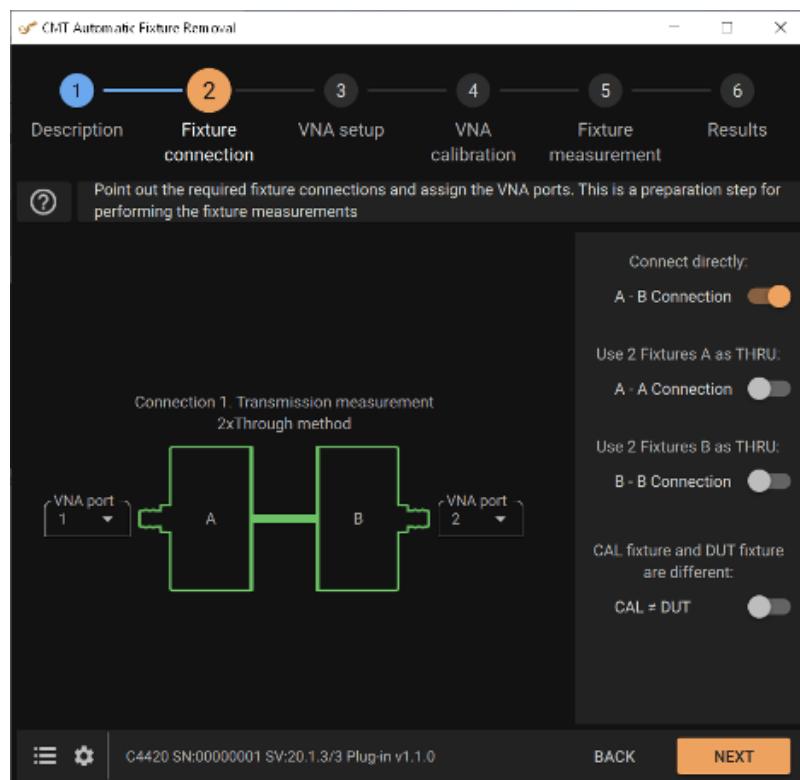 CMT Automatic Fixture Removal
1
2
3
4
5
6
Description
Fixture
connection
VNA setup
VNA
calibration
Fixture
measurement
Results
Point out the required fixture connections and assign the VNA ports. This is a preparation step for
performing the fixture measurements
Connect directly:
A - B Connection
Use 2 Fixtures A as THRU:
A - A Connection
Use 2 Fixtures B as THRU:
B - B Connection
CAL fixture and DUT fixture
are different:
CAL ≠ DUT
Connection 1. Transmission measurement
2xThrough method
VNA port
1
A
B
VNA port
2
C4420 SN:00000001 SV:20.1.3/3 Plug-in v1.1.0
BACK
NEXT